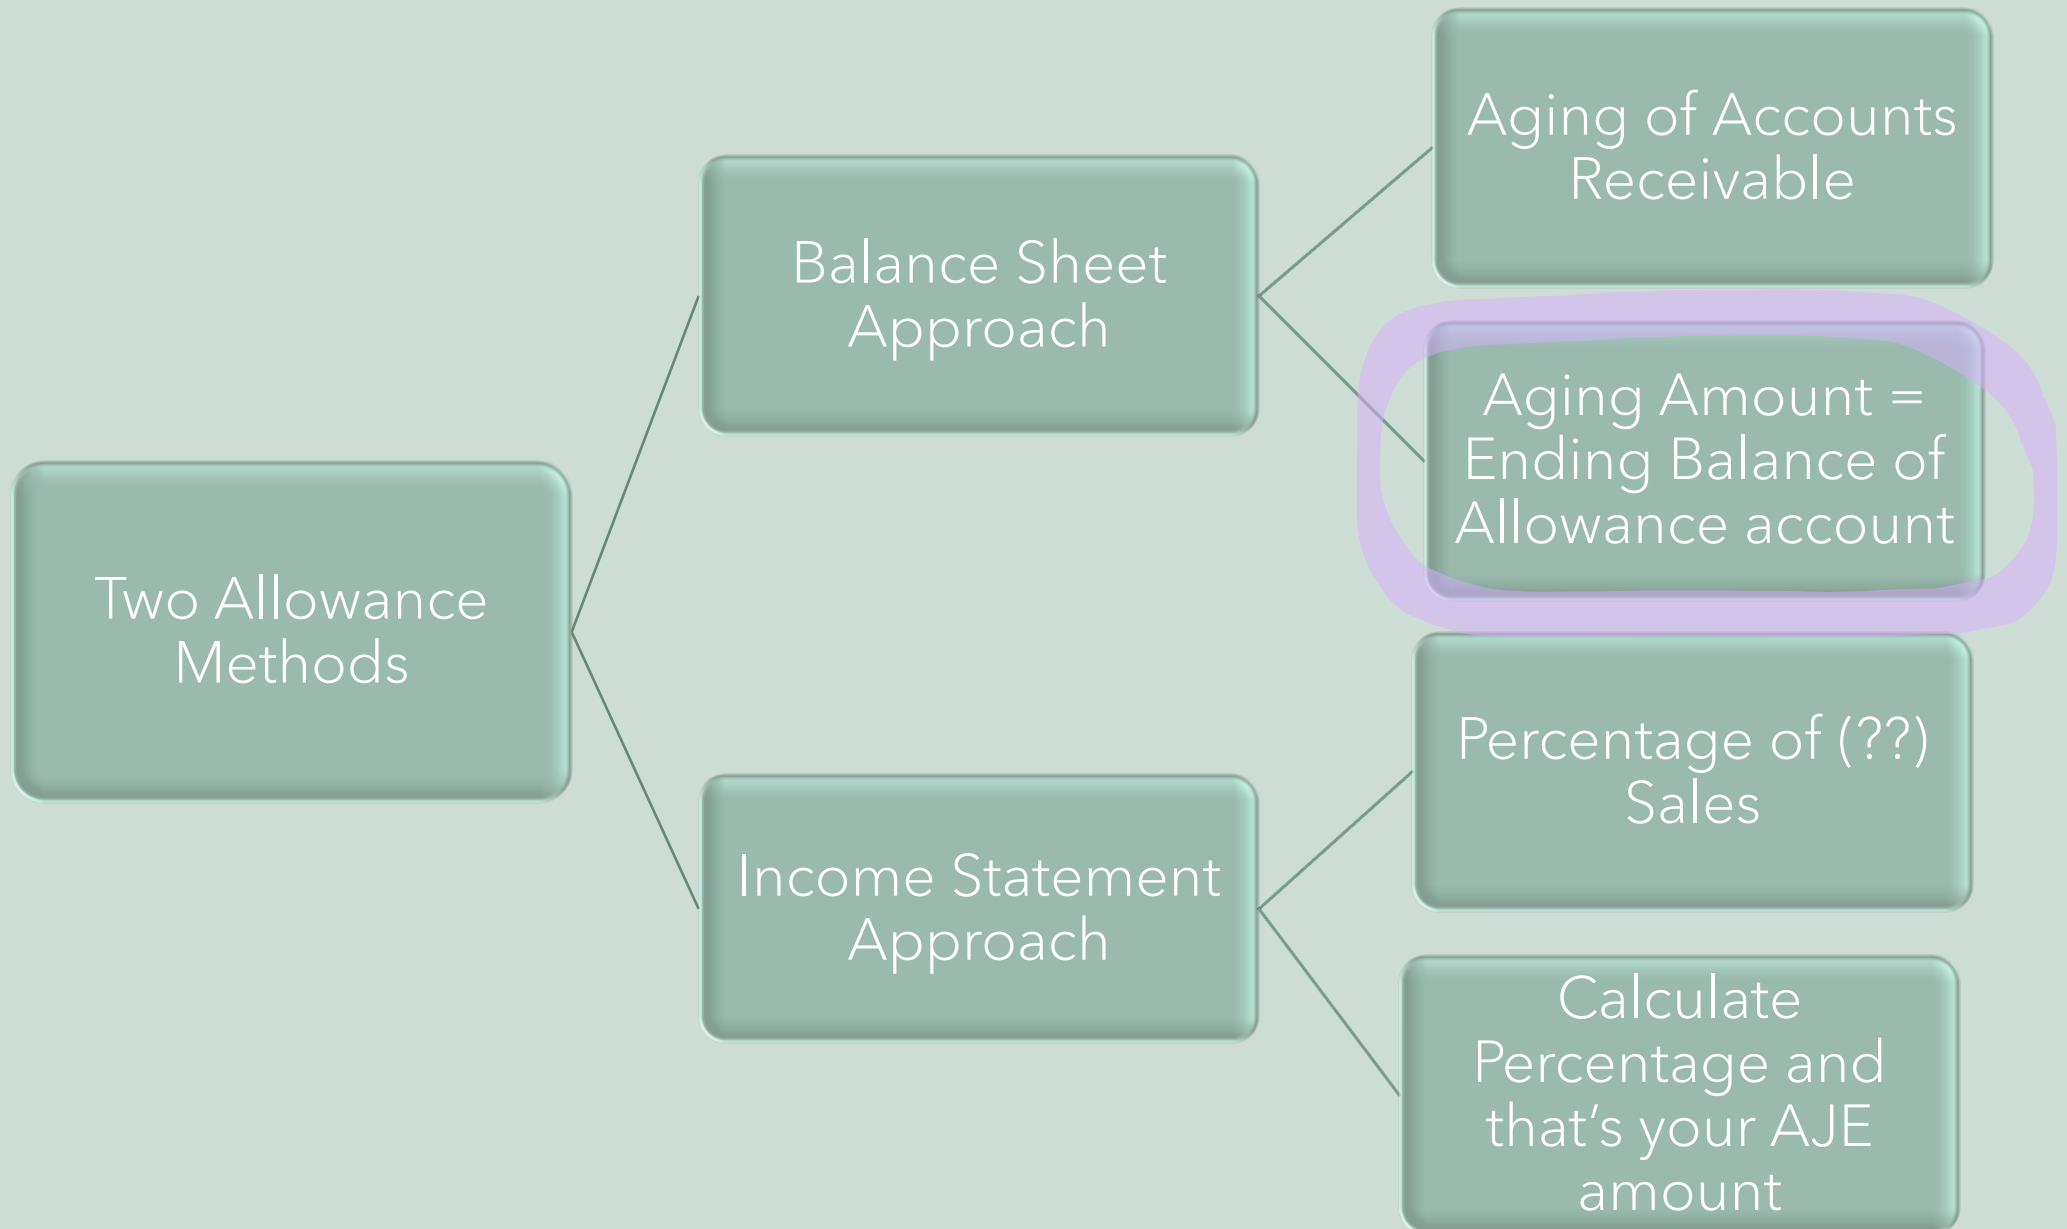 Two Allowance
Methods
Balance Sheet
Approach
Aging of Accounts
Receivable
Aging Amount =
Ending Balance of
Allowance account
Income Statement
Approach
Percentage of (??)
Sales
Calculate
Percentage and
that’s your AJE
amount